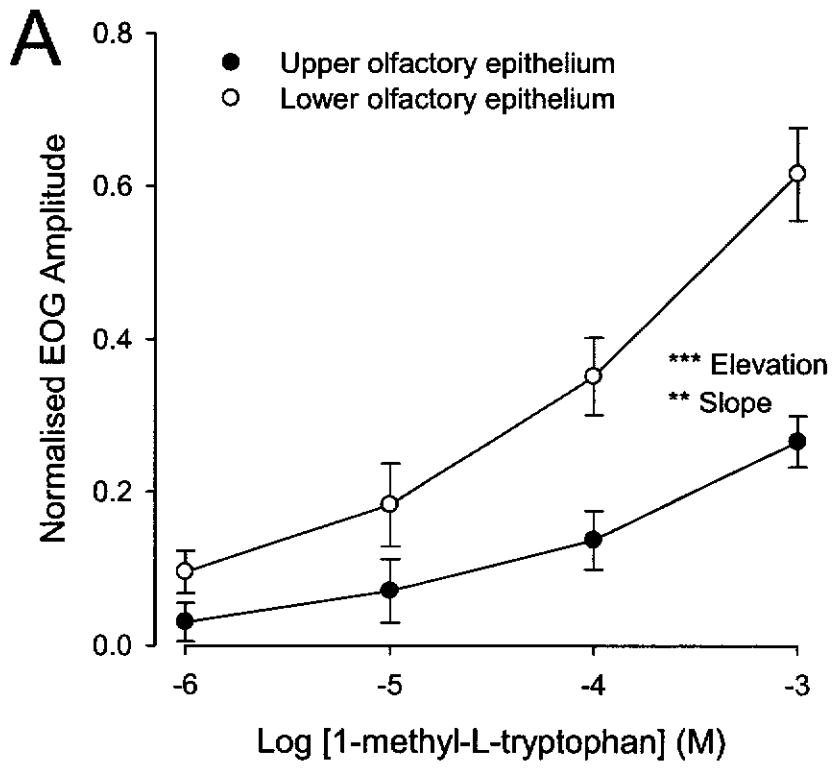 A
0.8
Upper olfactory epithelium
Lower olfactory epithelium
Normalised EOG Amplitude
0.6
0.4
*** Elevation
** Slope
0.2
0.0
-6 -5 -4 -3
Log [1-methyl-L-tryptophan] (M)